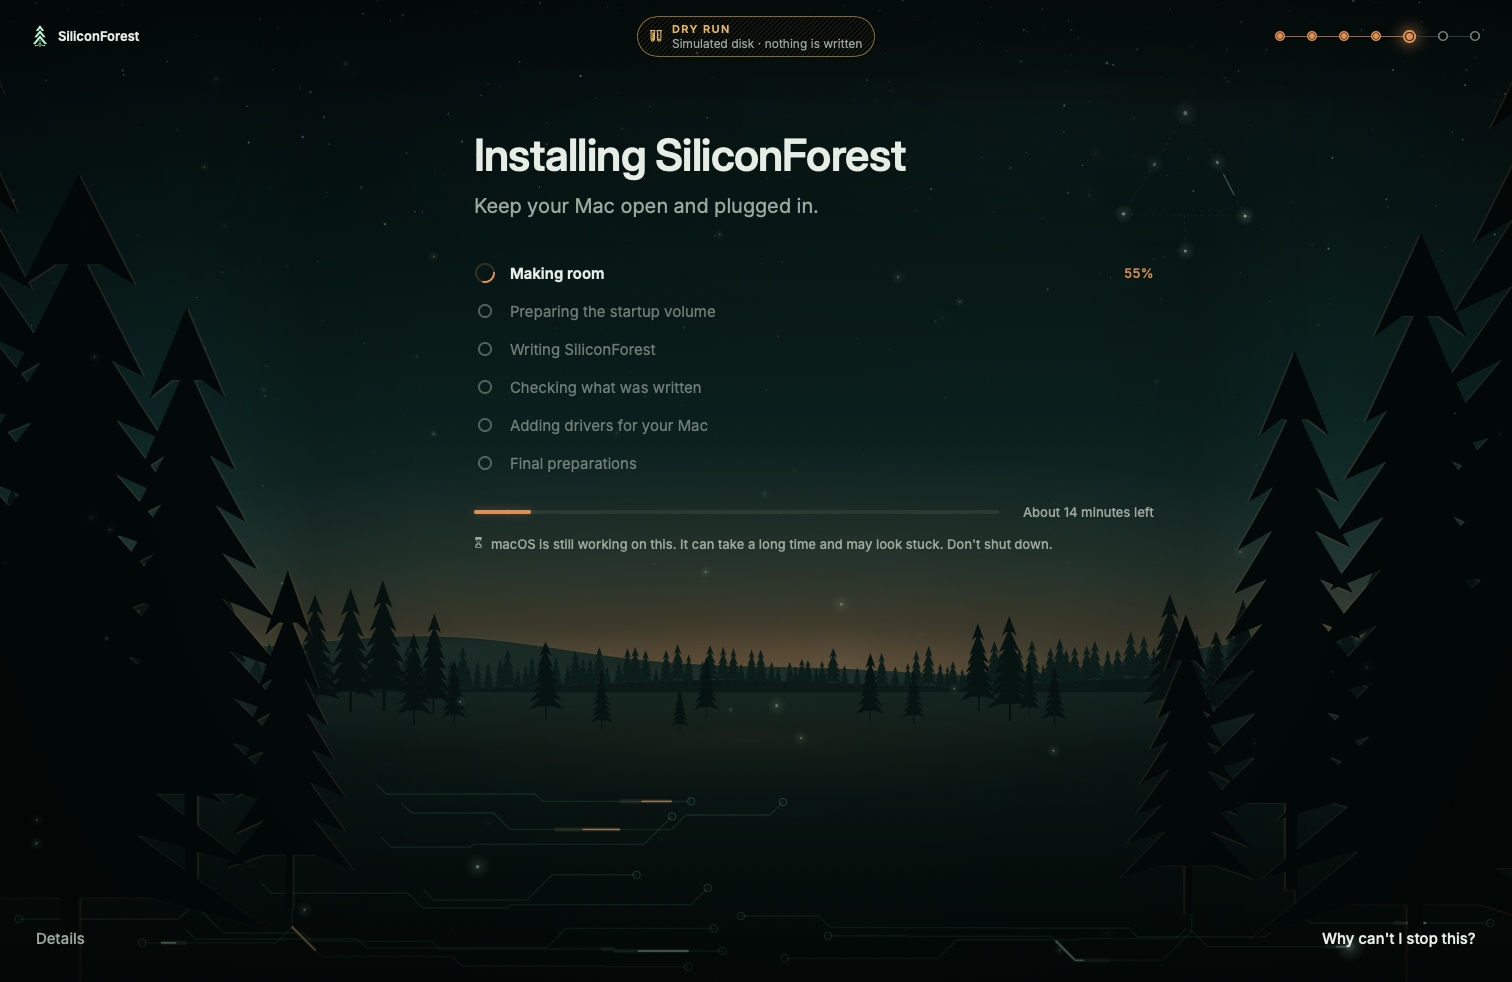 SiliconForest
DRY RUN
Simulated disk · nothing is written
Installing SiliconForest
Keep your Mac open and plugged in.
Making room 55%
Preparing the startup volume
Writing SiliconForest
Checking what was written
Adding drivers for your Mac
Final preparations
About 14 minutes left
macOS is still working on this. It can take a long time and may look stuck. Don't shut down.
Details
Why can't I stop this?